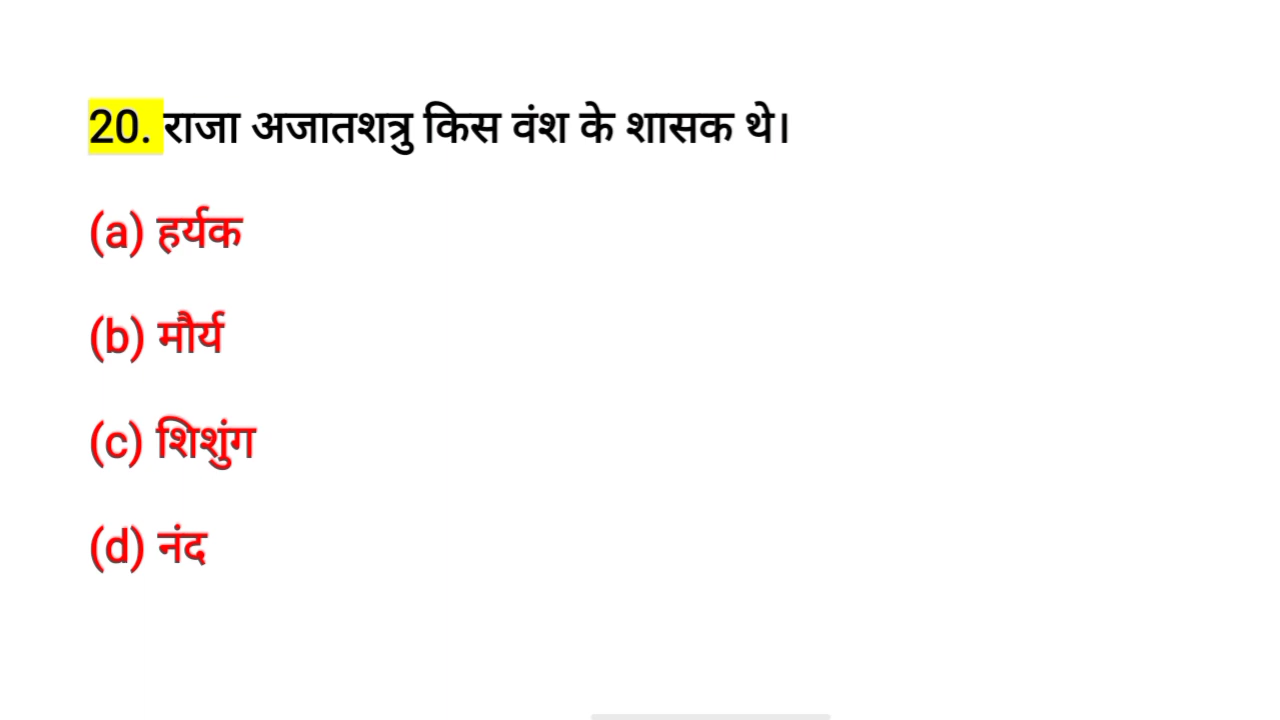 20. राजा अजातशत्रु किस वंश के शासक थे।
(a) हर्यक
(b) मौर्य
(c) शिशुंग
(d) नंद